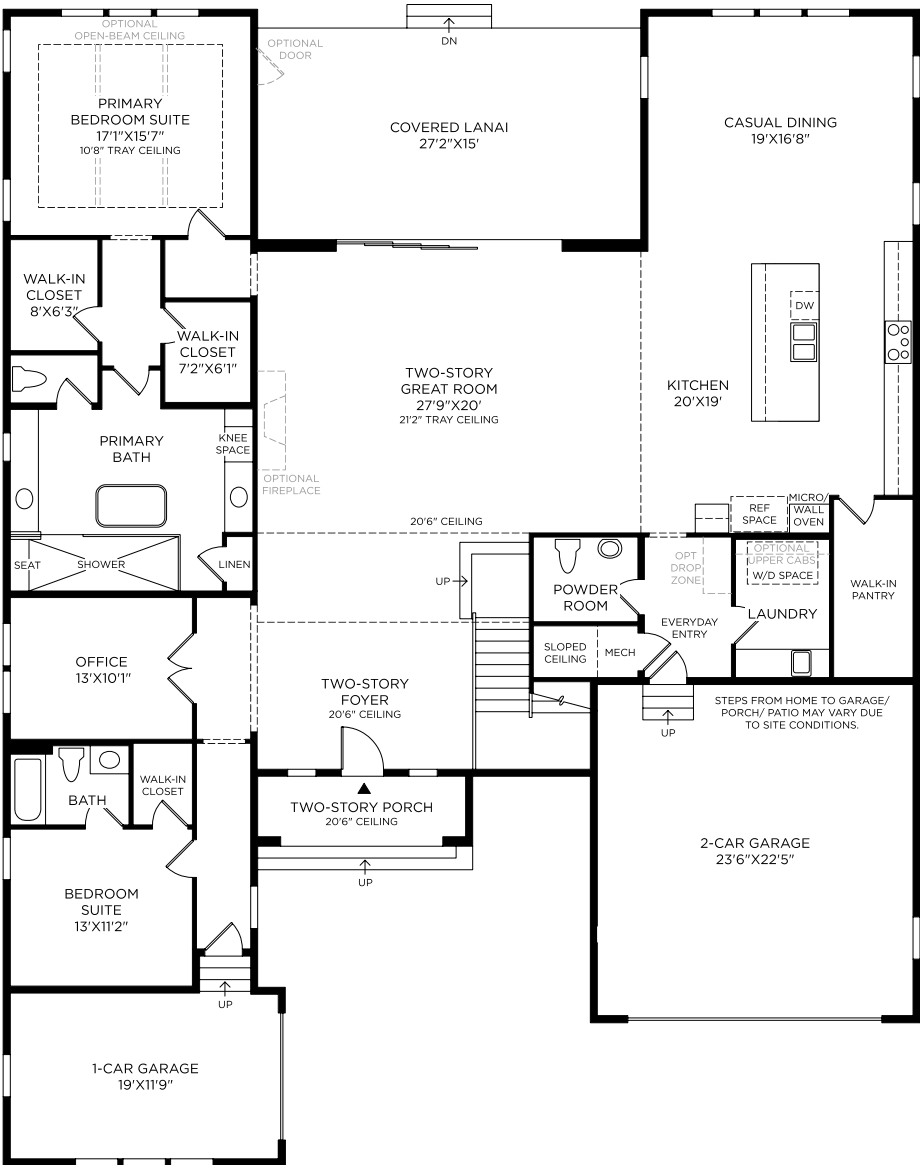 OPTIONAL
OPEN-BEAM CEILING
PRIMARY
BEDROOM SUITE
17'1"X15'7"
10'8" TRAY CEILING
OPTIONAL
DOOR
DN
COVERED LANAI
27'2"X15'
CASUAL DINING
19'X16'8"
WALK-IN
CLOSET
8'X6'3"
WALK-IN
CLOSET
7'2"X6'1"
TWO-STORY
GREAT ROOM
27'9"X20'
21'2" TRAY CEILING
DW
KITCHEN
20'X19'
PRIMARY
BATH
KNEE
SPACE
OPTIONAL
FIREPLACE
20'6" CEILING
REF
SPACE
MICRO/
WALL
OVEN
SEAT
SHOWER
LINEN
UP
POWDER
ROOM
OPT
DROP
ZONE
OPTIONAL
UPPER CABS
W/D SPACE
LAUNDRY
WALK-IN
PANTRY
EVERYDAY
ENTRY
SLOPED
CEILING
MECH
OFFICE
13'X10'1"
TWO-STORY
FOYER
20'6" CEILING
UP
STEPS FROM HOME TO GARAGE/
PORCH/ PATIO MAY VARY DUE
TO SITE CONDITIONS.
BATH
WALK-IN
CLOSET
TWO-STORY PORCH
20'6" CEILING
UP
2-CAR GARAGE
23'6"X22'5"
BEDROOM
SUITE
13'X11'2"
UP
1-CAR GARAGE
19'X11'9"